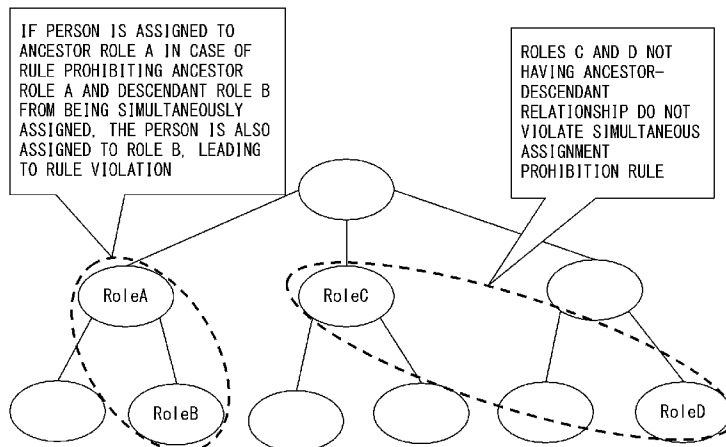 IF PERSON IS ASSIGNED TO
ANCESTOR ROLE A IN CASE OF
RULE PROHIBITING ANCESTOR
ROLE A AND DESCENDANT ROLE B
FROM BEING SIMULTANEOUSLY
ASSIGNED, THE PERSON IS ALSO
ASSIGNED TO ROLE B, LEADING
TO RULE VIOLATION
ROLES C AND D NOT
HAVING ANCESTOR-
DESCENDANT
RELATIONSHIP DO NOT
VIOLATE SIMULTANEOUS
ASSIGNMENT
PROHIBITION RULE
RoleA
RoleC
RoleB
RoleD